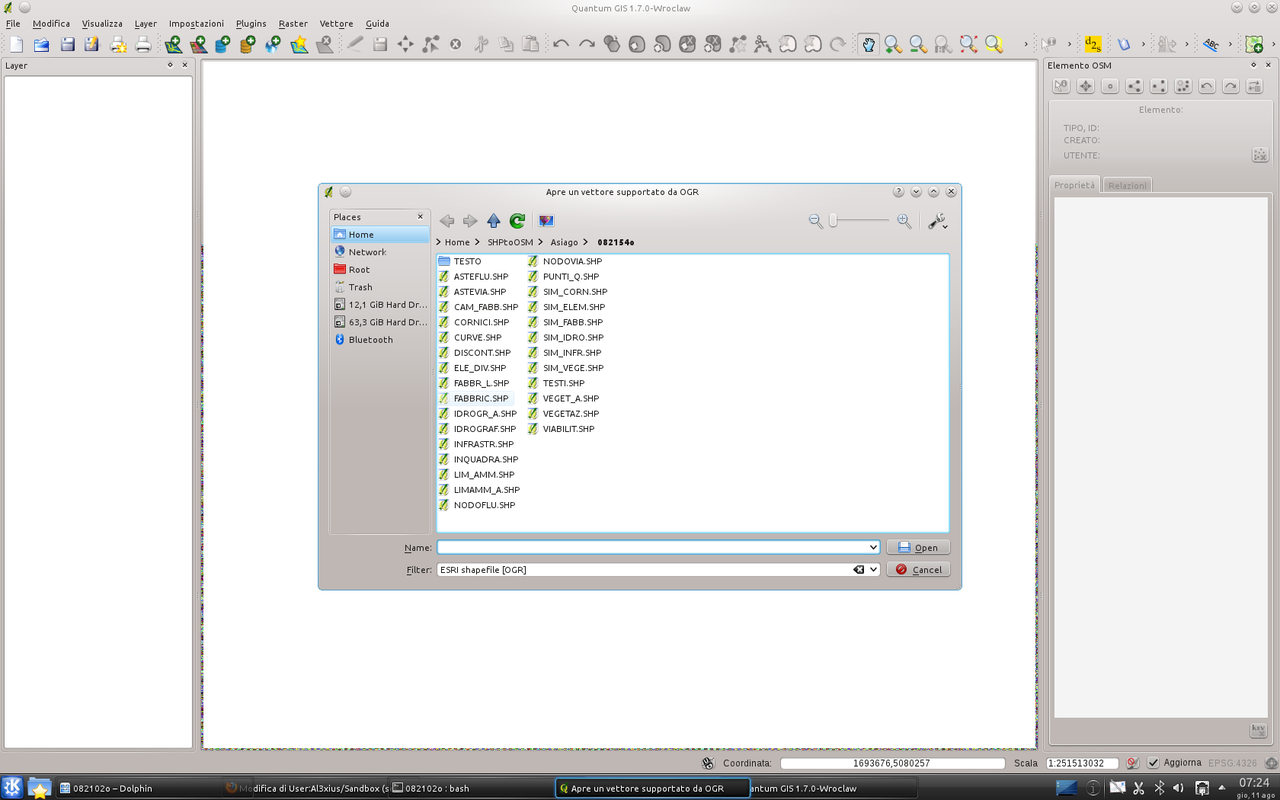 Quantum GIS 1.7.0-Wroclaw
File Modifica Visualizza Layer Impostazioni Plugins Raster Vettore Guida
Layer
Elemento OSM
Elemento:
TIPO, ID:
CREATO:
UTENTE:
Proprietà Relazioni
Apre un vettore supportato da OGR
Places
Home
Network
Root
Trash
12,1 GiB Hard Dr...
63,3 GiB Hard Dr...
Bluetooth
Home SHPtoOSM Asiago 082154o
TESTO
ASTEFLU.SHP
ASTEVIA.SHP
CAM_FABB.SHP
CORNICI.SHP
CURVE.SHP
DISCONT.SHP
ELE_DIV.SHP
FABBR_L.SHP
FABBRIC.SHP
IDROGR_A.SHP
IDROGRAF.SHP
INFRASTR.SHP
INQUADRA.SHP
LIM_AMM.SHP
LIMAMM_A.SHP
NODOFLU.SHP
NODOVIA.SHP
PUNTI_Q.SHP
SIM_CORN.SHP
SIM_ELEM.SHP
SIM_FABB.SHP
SIM_IDRO.SHP
SIM_INFR.SHP
SIM_VEGE.SHP
TESTI.SHP
VEGET_A.SHP
VEGETAZ.SHP
VIABILIT.SHP
Name: Open
Filter: ESRI shapefile [OGR] Cancel
Coordinata: 1693676,5080257 Scala 1:251513032 Aggiorna EPSG 4326
082102o – Dolphin
Modifica di User:Al3xius/Sandbox (s
082102o : bash
Apre un vettore supportato da OGR
antum GIS 1.7.0-Wroclaw
07:24
gio, 11 ago